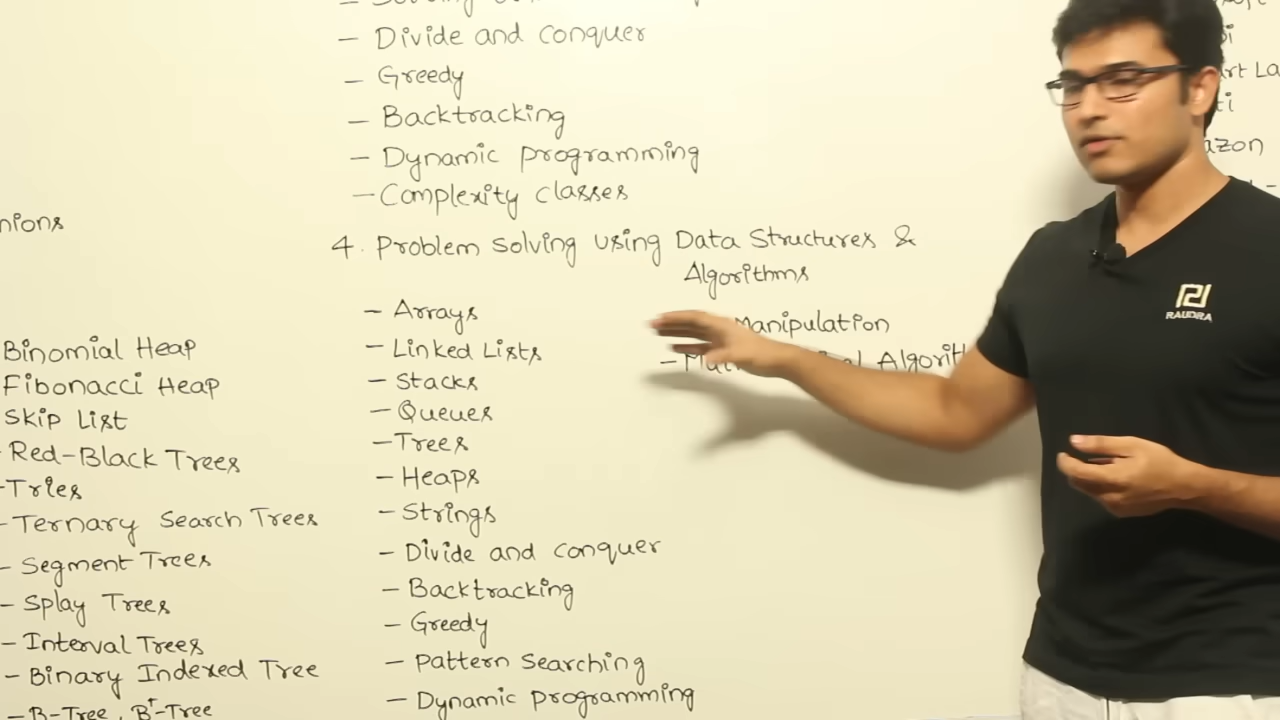 nions
Binomial Heap
Fibonacci Heap
Skip List
-Red-Black Trees
-Tries
- Ternary Search Trees
- Segment Trees
- Splay Trees
- Interval Trees
- Binary Indexed Tree
- B-Tree, B+-Tree
- Divide and conquer
- Greedy
- Backtracking
- Dynamic programming
- Complexity classes
4. Problem solving using Data Structures &
Algorithms
- Arrays
- Linked Lists
- Stacks
- Queues
- Trees
- Heaps
- Strings
- Divide and conquer
- Backtracking
- Greedy
- Pattern Searching
- Dynamic programming
Manipulation
Algorith
azon
RAUDRA